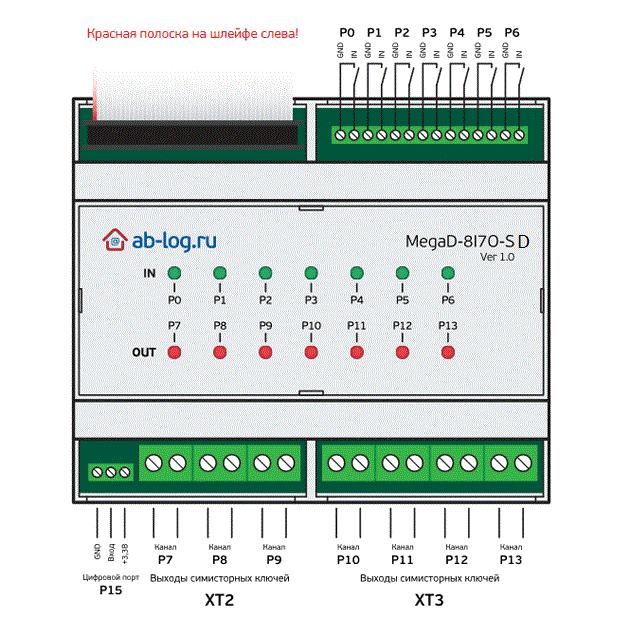 Красная полоска на шлейфе слева!
P0 P1 P2 P3 P4 P5 P6
GND IN GND IN GND IN GND IN GND IN GND IN GND IN
ab-log.ru
MegaD-8I7O-S D
Ver 1.0
IN
P0 P1 P2 P3 P4 P5 P6
P7 P8 P9 P10 P11 P12 P13
OUT
GND Вход +3,3В
Канал Канал Канал Канал Канал Канал Канал
P7 P8 P9 P10 P11 P12 P13
Цифровой порт Выходы симисторных ключей Выходы симисторных ключей
P15
XT2 XT3